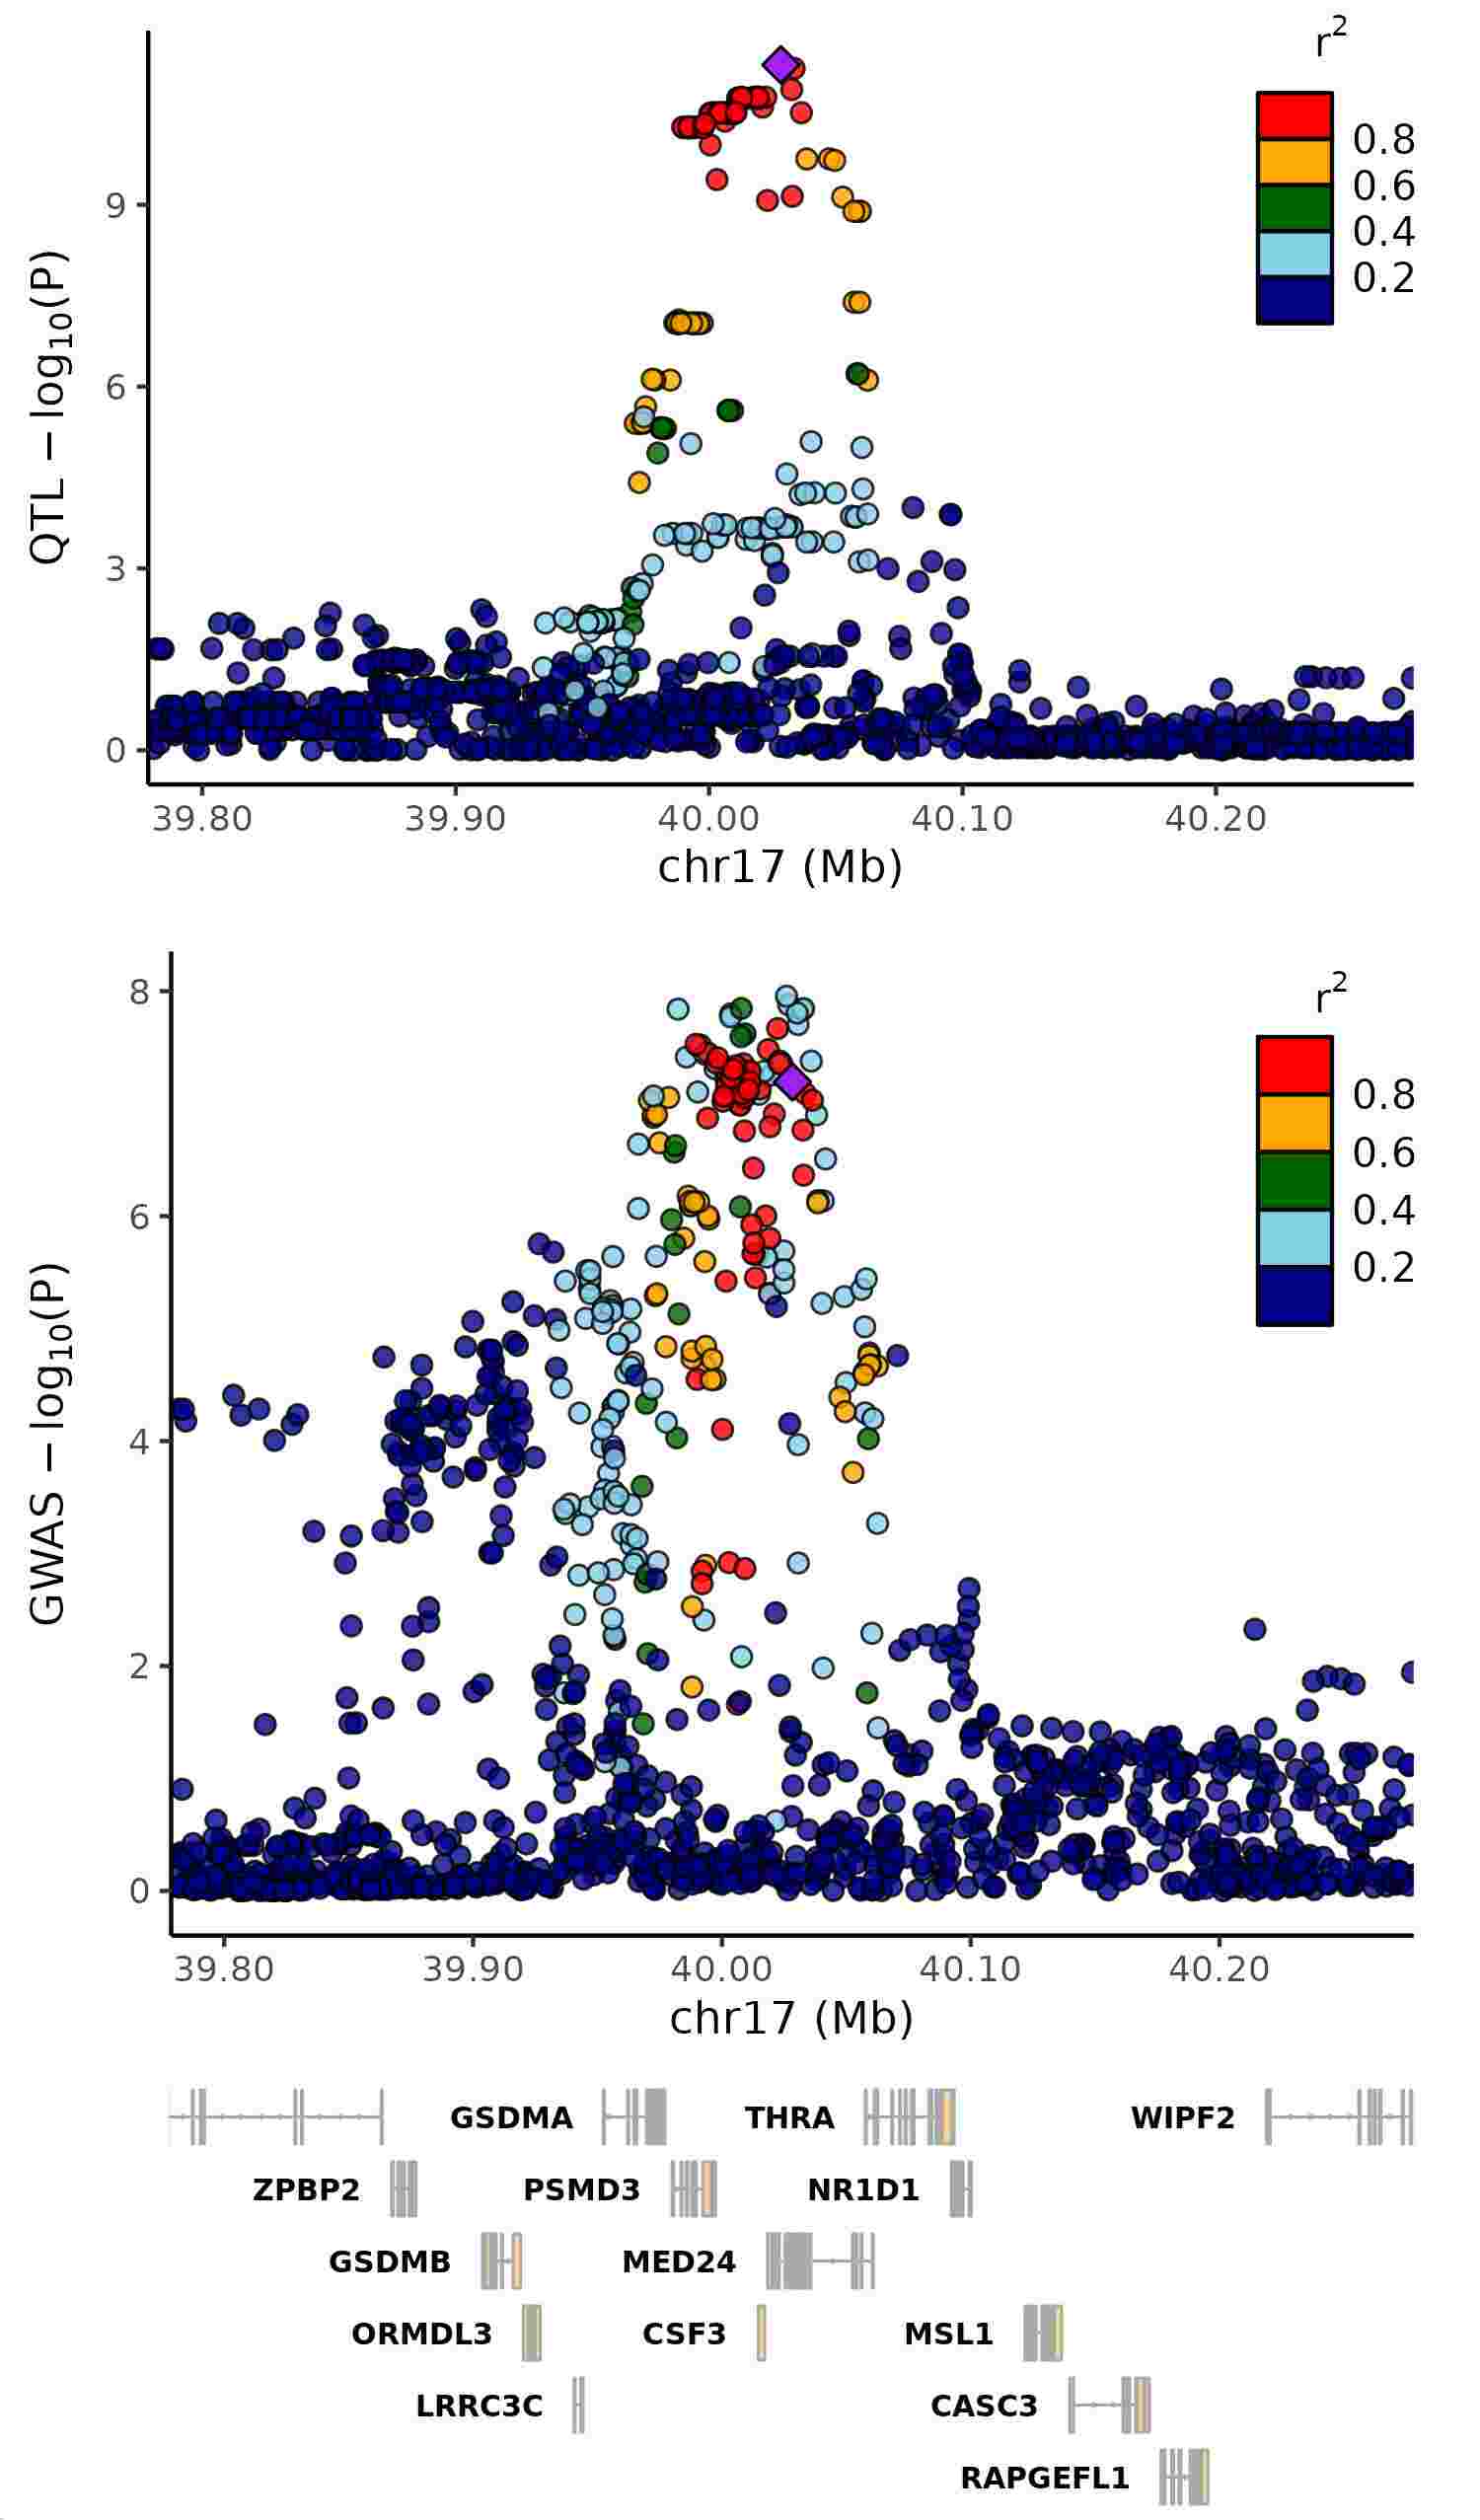 r²
0.8
0.6
0.4
0.2
9
6
3
0
QTL −log₁₀(P)
39.80 39.90 40.00 40.10 40.20
chr17 (Mb)
r²
0.8
0.6
0.4
0.2
8
6
4
2
0
GWAS −log₁₀(P)
39.80 39.90 40.00 40.10 40.20
chr17 (Mb)
GSDMA THRA WIPF2
ZPBP2 PSMD3 NR1D1
GSDMB MED24
ORMDL3 CSF3 MSL1
LRRC3C CASC3
RAPGEFL1